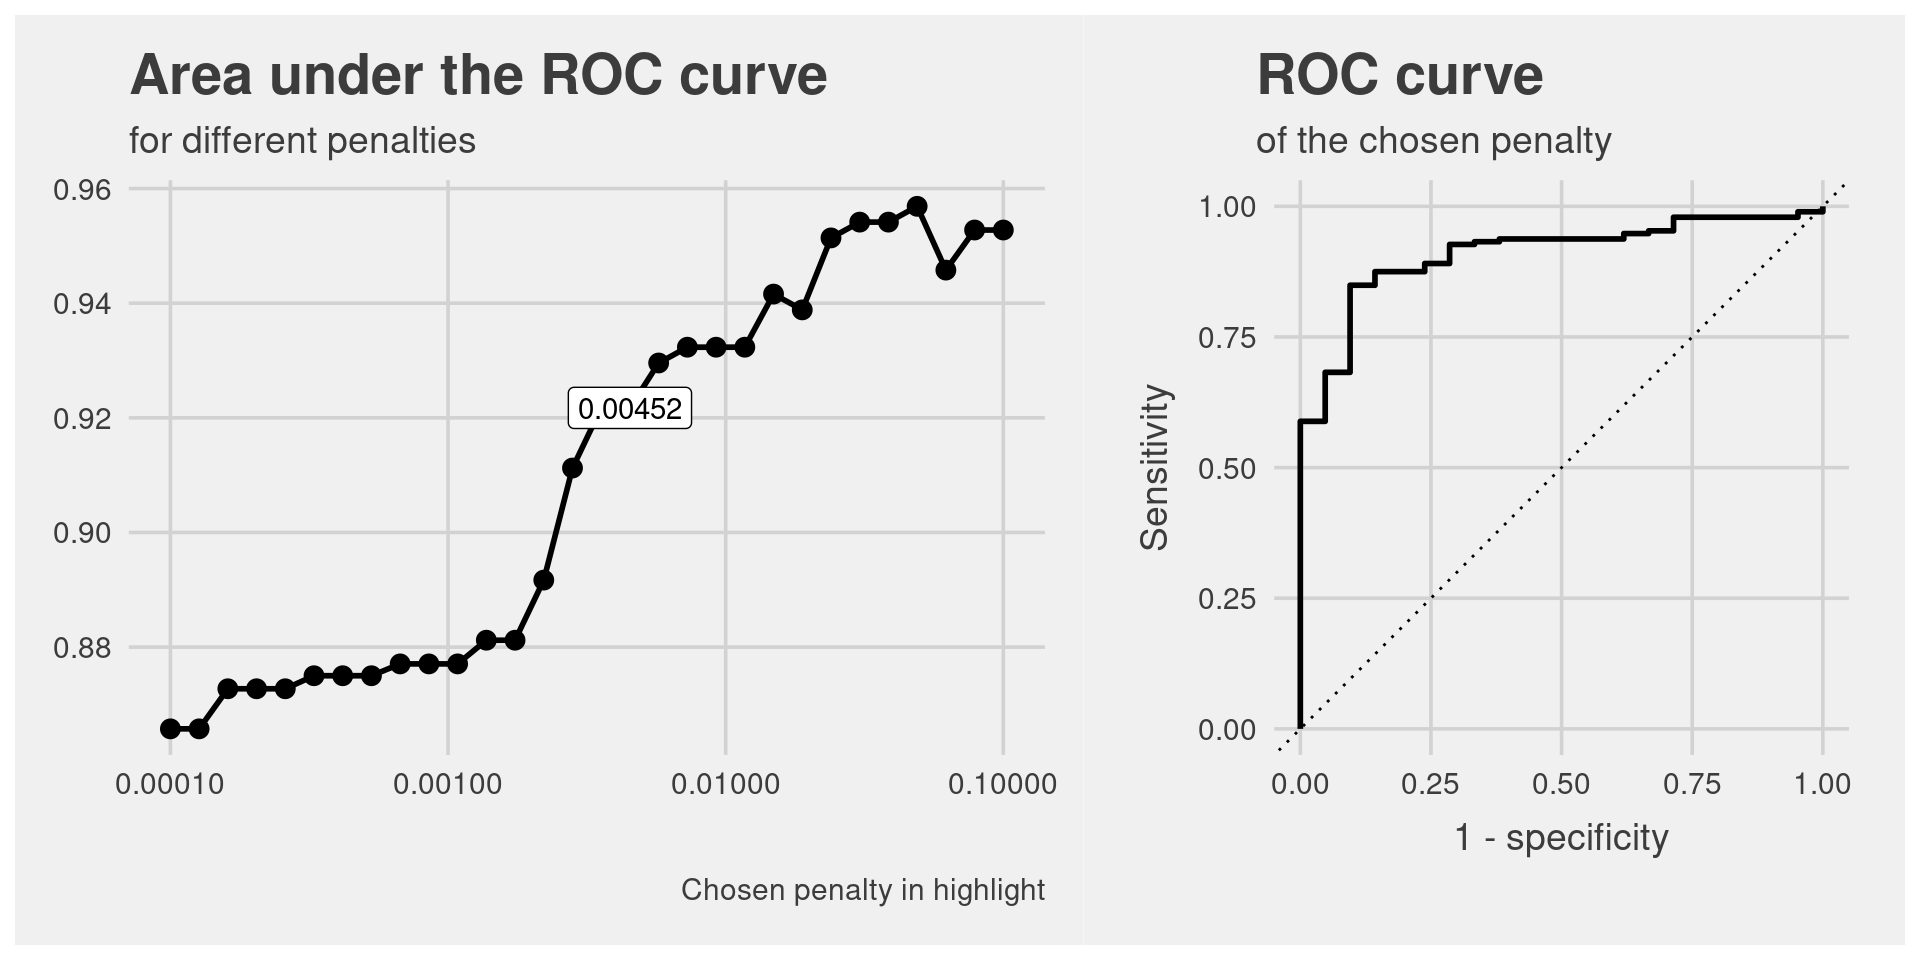 Area under the ROC curve
for different penalties
0.96
0.94
0.92
0.90
0.88
0.00452
0.00010 0.00100 0.01000 0.10000
Chosen penalty in highlight
ROC curve
of the chosen penalty
Sensitivity
1.00
0.75
0.50
0.25
0.00
0.00 0.25 0.50 0.75 1.00
1 - specificity